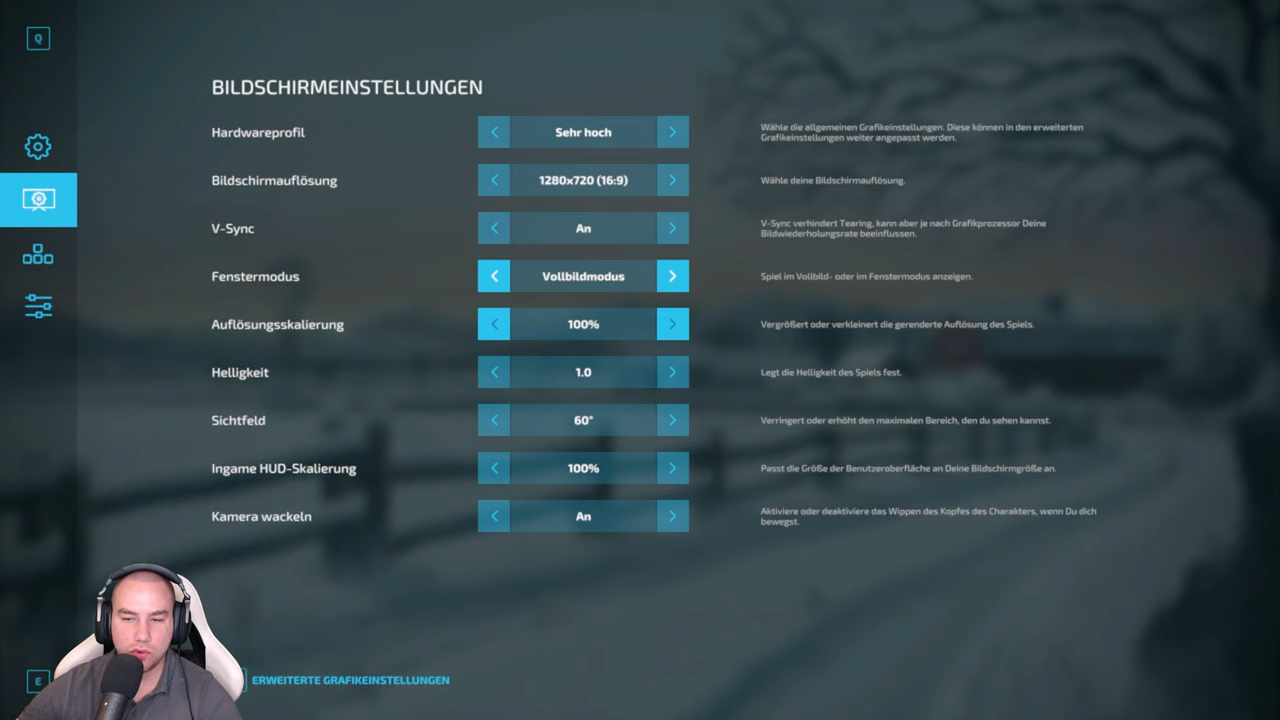 Q
BILDSCHIRMEINSTELLUNGEN
Hardwareprofil
Sehr hoch
Wähle die allgemeinen Grafikeinstellungen. Diese können in den erweiterten
Grafikeinstellungen weiter angepasst werden.
Bildschirmauflösung
1280x720 (16:9)
Wähle deine Bildschirmauflösung.
V-Sync
An
V-Sync verhindert Tearing, kann aber je nach Grafikprozessor Deine
Bildwiederholungsrate beeinflussen.
Fenstermodus
Vollbildmodus
Spiel im Vollbild- oder im Fenstermodus anzeigen.
Auflösungsskalierung
100%
Vergrößert oder verkleinert die gerenderte Auflösung des Spiels.
Helligkeit
1.0
Legt die Helligkeit des Spiels fest.
Sichtfeld
60°
Verringert oder erhöht den maximalen Bereich, den du sehen kannst.
Ingame HUD-Skalierung
100%
Passt die Größe der Benutzeroberfläche an Deine Bildschirmgröße an.
Kamera wackeln
An
Aktiviere oder deaktiviere das Wippen des Kopfes des Charakters, wenn Du dich
bewegst.
E
ERWEITERTE GRAFIKEINSTELLUNGEN